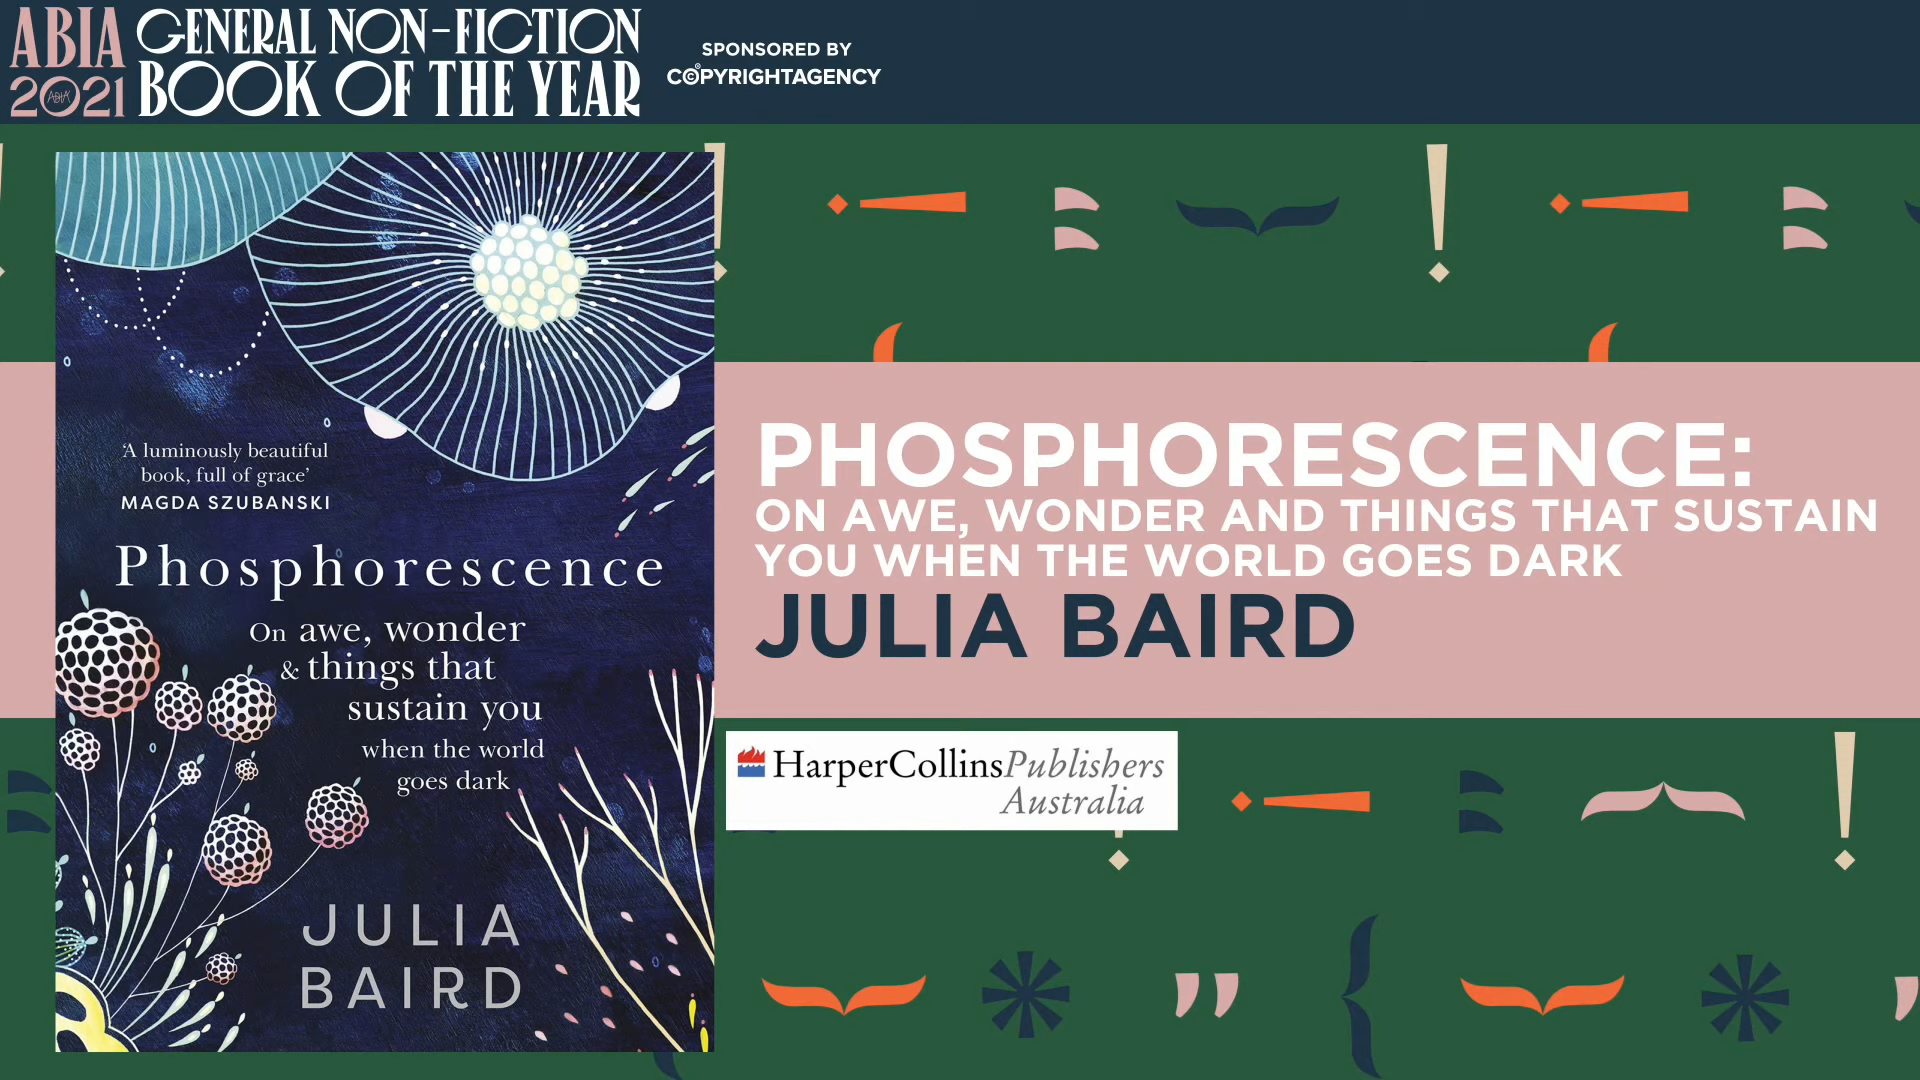 ABIA
2021
GENERAL NON-FICTION
BOOK OF THE YEAR
SPONSORED BY
COPYRIGHTAGENCY
'A luminously beautiful
book, full of grace'
MAGDA SZUBANSKI
Phosphorescence
On awe, wonder
& things that
sustain you
when the world
goes dark
JULIA
BAIRD
PHOSPHORESCENCE:
ON AWE, WONDER AND THINGS THAT SUSTAIN
YOU WHEN THE WORLD GOES DARK
JULIA BAIRD
HarperCollinsPublishers
Australia